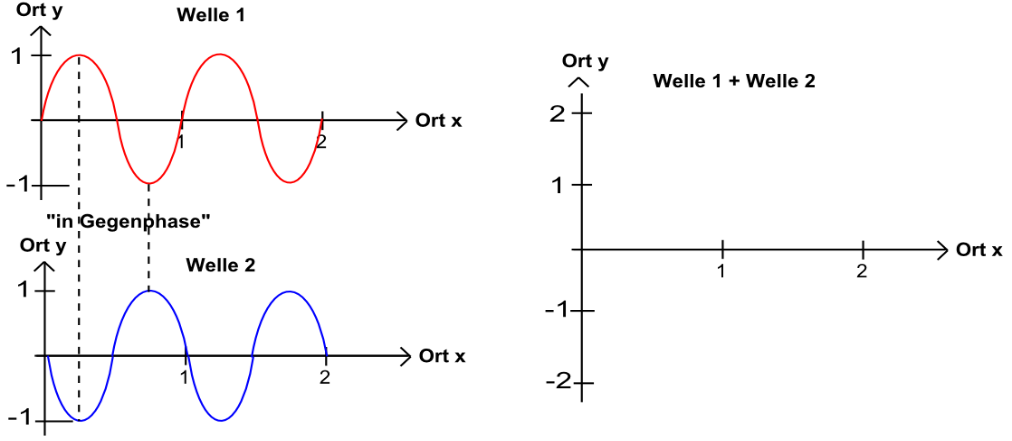 Ort y
Welle 1
1
Ort x
1
2
-1
"in Gegenphase"
Ort y
Welle 2
1
Ort x
1
2
-1
Ort y
Welle 1 + Welle 2
2
1
Ort x
1
2
-1
-2